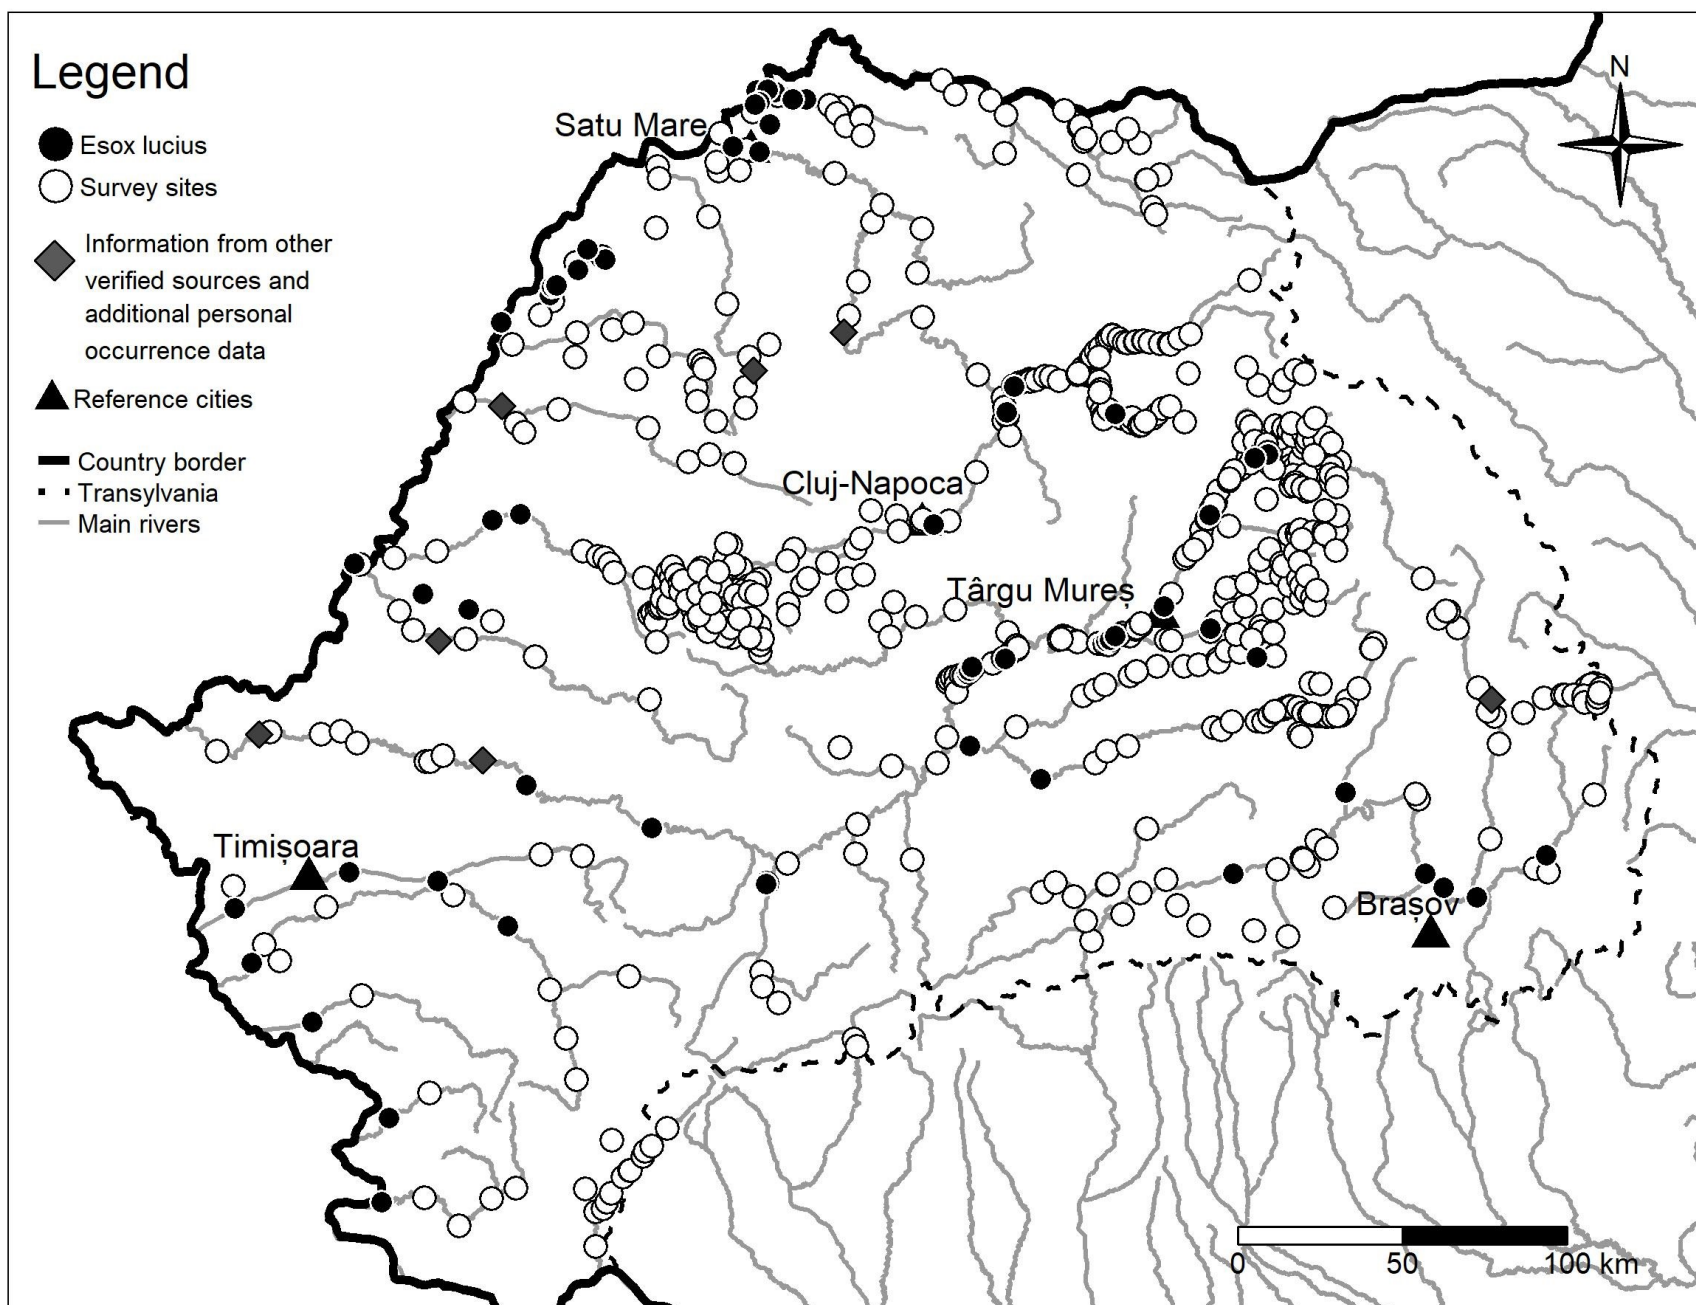 Legend
Esox lucius
Survey sites
Information from other
verified sources and
additional personal
occurrence data
Reference cities
Country border
Transylvania
Main rivers
N
Satu Mare
Cluj-Napoca
Târgu Mureș
Timișoara
Brașov
0 50 100 km